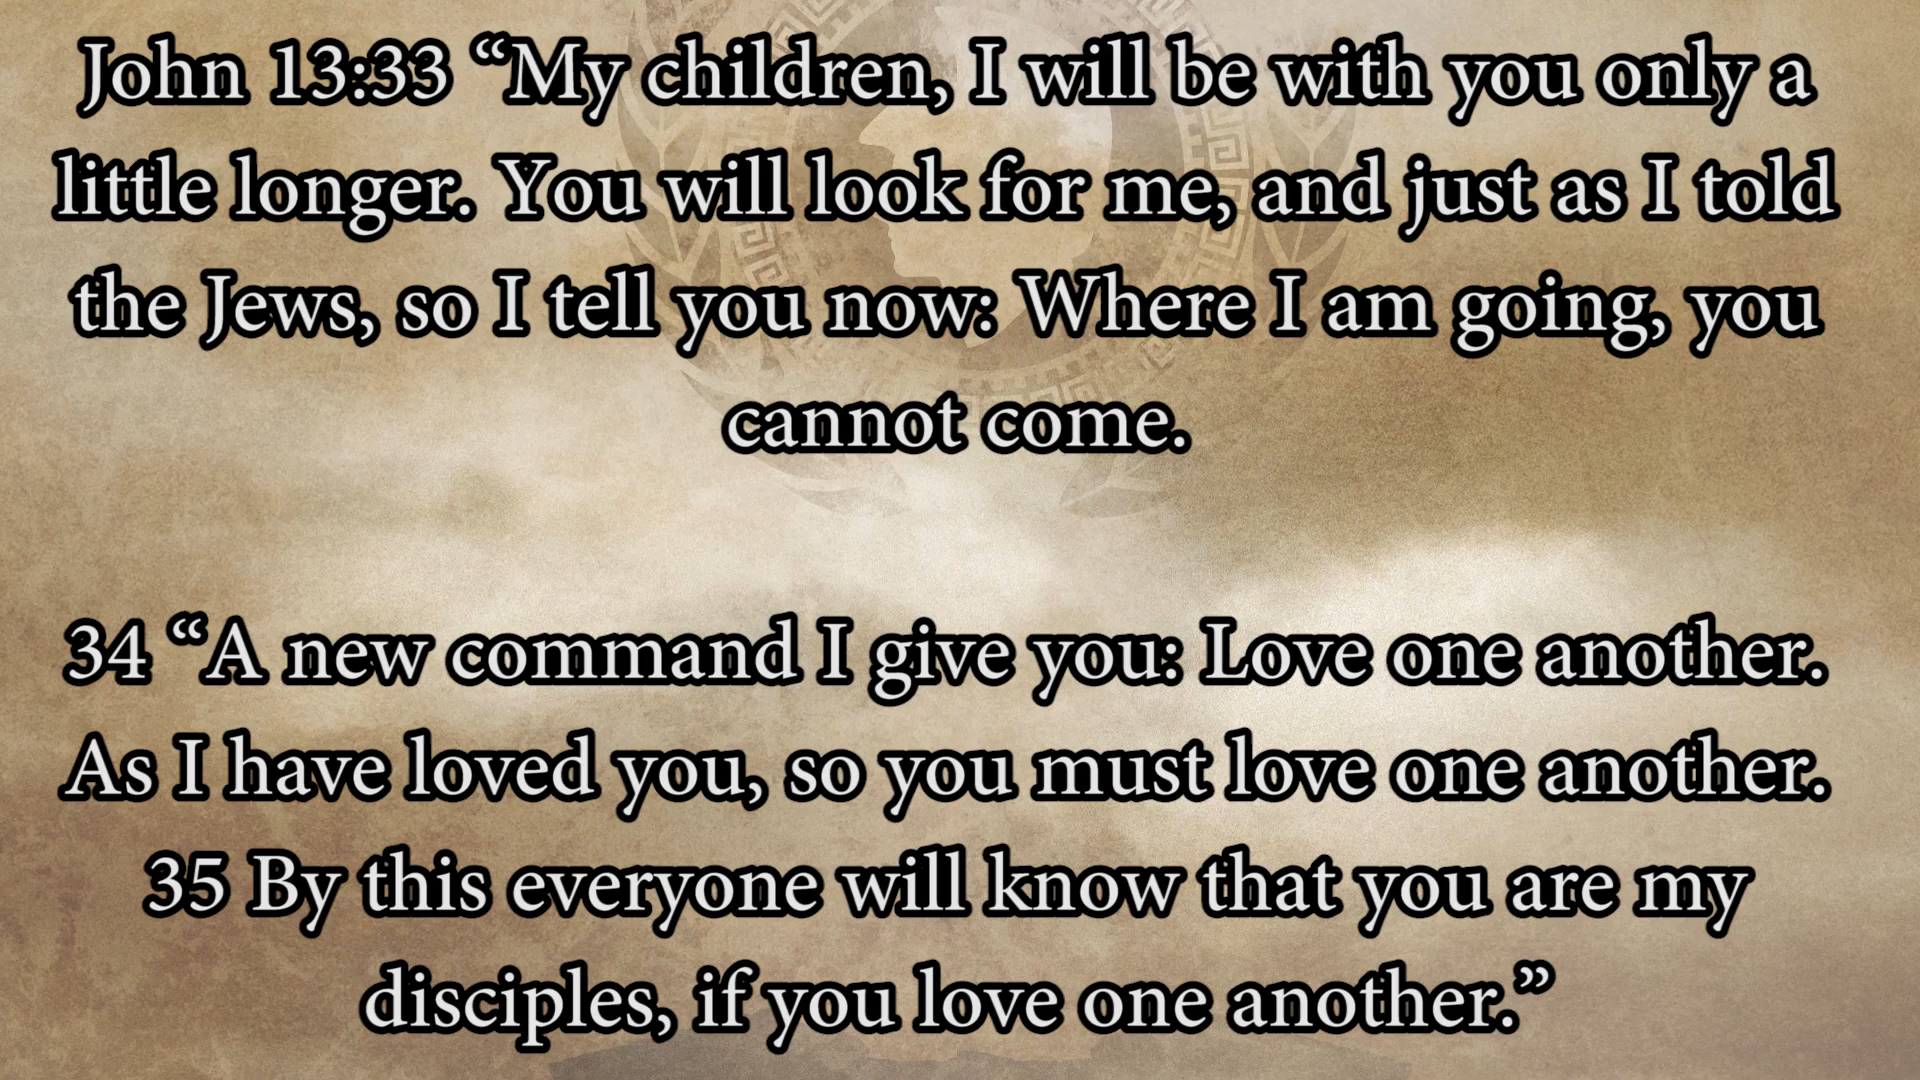 John 13:33 “My children, I will be with you only a
little longer. You will look for me, and just as I told
the Jews, so I tell you now: Where I am going, you
cannot come.
34 “A new command I give you: Love one another.
As I have loved you, so you must love one another.
35 By this everyone will know that you are my
disciples, if you love one another.”